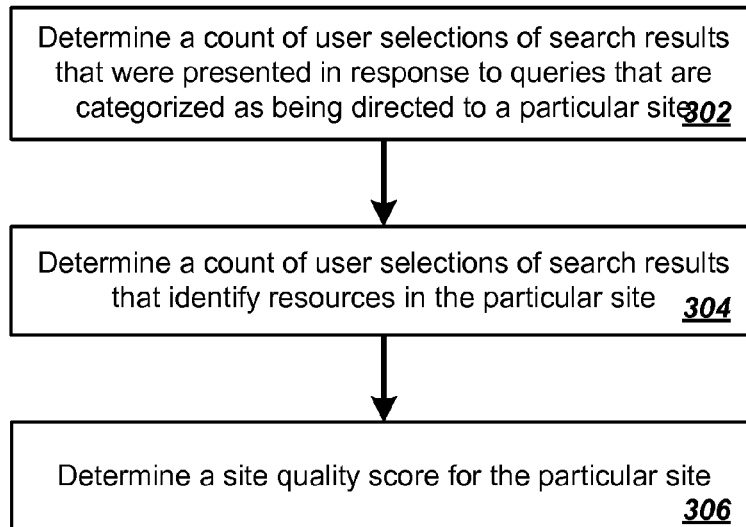 Determine a count of user selections of search results
that were presented in response to queries that are
categorized as being directed to a particular site
302
Determine a count of user selections of search results
that identify resources in the particular site
304
Determine a site quality score for the particular site
306